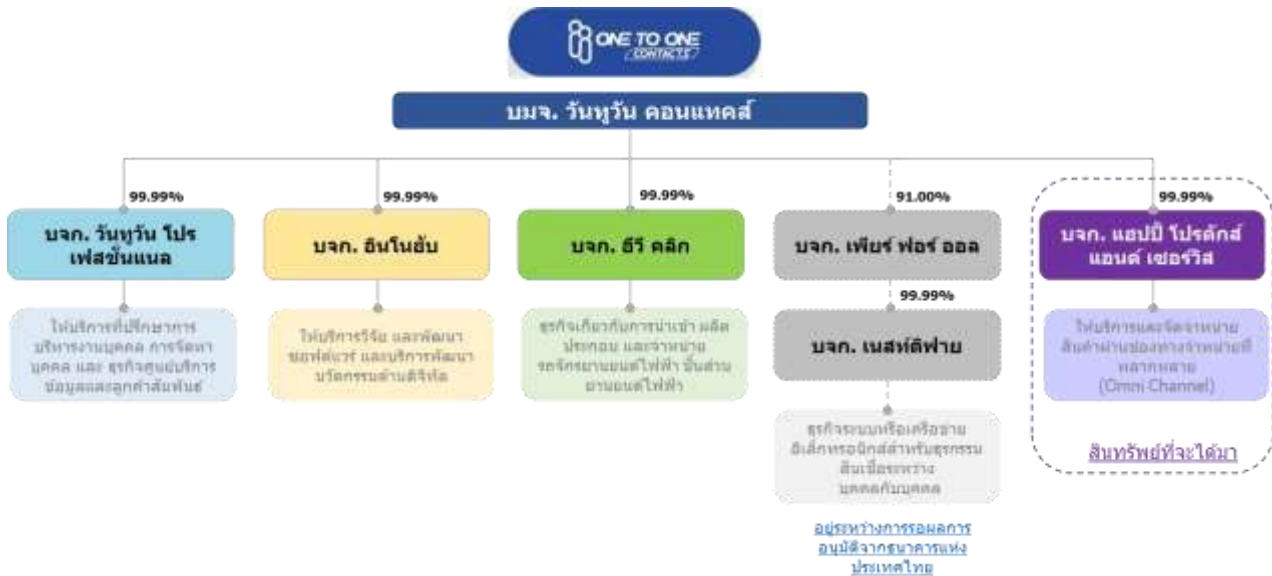 ONE TO ONE
CONTACTS
บมจ. วันทูวัน คอนแทคส์
99.99%
บจก. วันทูวัน โปร
เฟสชั่นแนล
ให้บริการที่ปรึกษาการ
บริหารงานบุคคล การจัดหา
บุคคล และ ธุรกิจศูนย์บริการ
ข้อมูลและลูกค้าสัมพันธ์
99.99%
บจก. อินโนฮับ
ให้บริการวิจัย และพัฒนา
ซอฟต์แวร์ และบริการพัฒนา
นวัตกรรมด้านดิจิทัล
99.99%
บจก. อีวี คลิก
ธุรกิจเกี่ยวกับการนำเข้า ผลิต
ประกอบ และจำหน่าย
รถจักรยานยนต์ไฟฟ้า ชิ้นส่วน
ยานยนต์ไฟฟ้า
91.00%
บจก. เพียร์ ฟอร์ ออล
99.99%
บจก. เนสท์ติฟาย
ธุรกิจระบบหรือเครือข่าย
อิเล็กทรอนิกส์สำหรับธุรกรรม
สินเชื่อระหว่าง
บุคคลกับบุคคล
อยู่ระหว่างการรอผลการ
อนุมัติจากธนาคารแห่ง
ประเทศไทย
99.99%
บจก. แฮปปี้ โปรดักส์
แอนด์ เซอร์วิส
ให้บริการและจัดจำหน่าย
สินค้าผ่านช่องทางจำหน่ายที่
หลากหลาย
(Omni Channel)
สินทรัพย์ที่จะได้มา